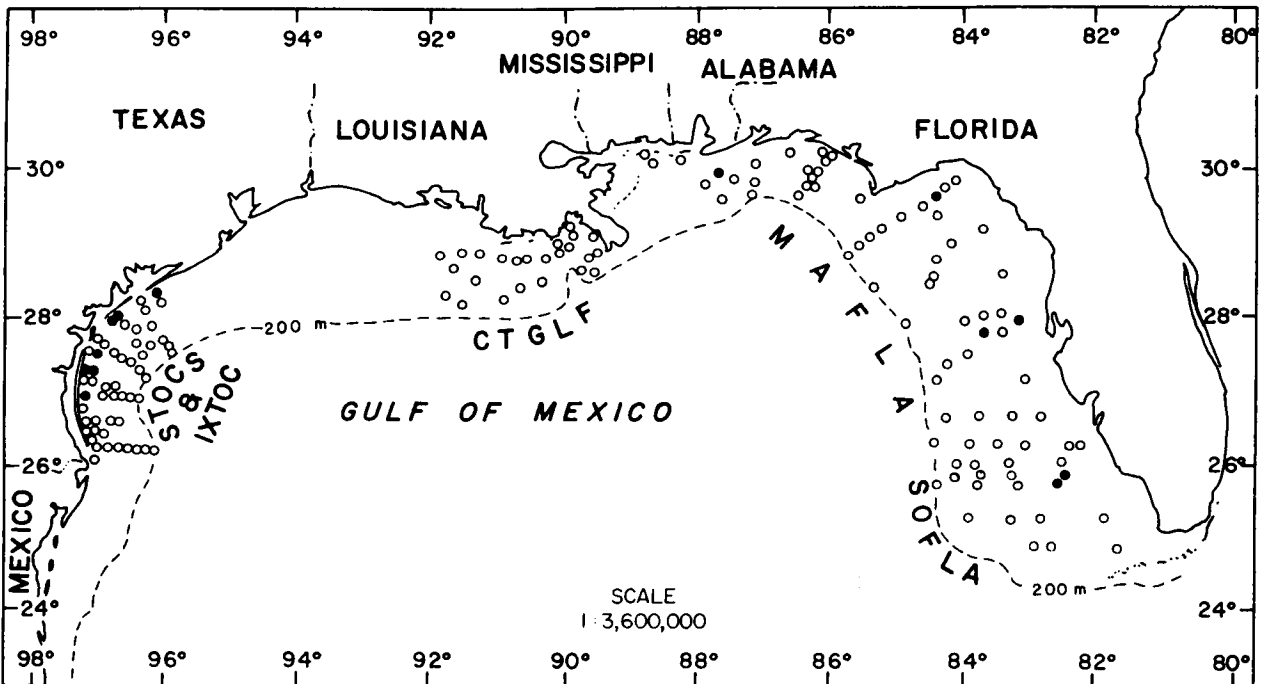 98° 96° 94° 92° 90° 88° 86° 84° 82° 80°
MISSISSIPPI ALABAMA
TEXAS LOUISIANA FLORIDA
30° 30°
28° 28°
200 m
CTGLF
MAFLA
STOCS
&
IXTOC
GULF OF MEXICO
26° 26°
SOFLA
MEXICO
200 m
SCALE
1:3,600,000
24° 24°
98° 96° 94° 92° 90° 88° 86° 84° 82° 80°